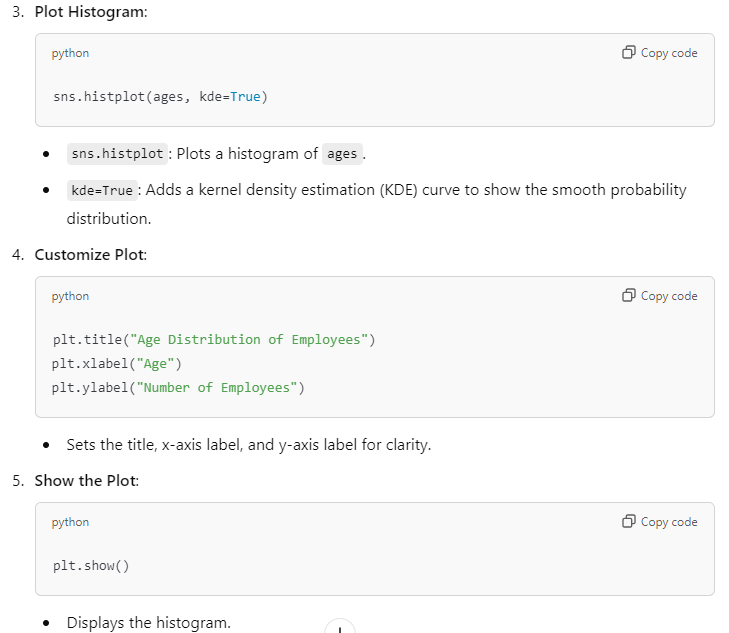 3. Plot Histogram:
python
Copy code
sns.histplot(ages, kde=True)
• sns.histplot : Plots a histogram of ages .
• kde=True : Adds a kernel density estimation (KDE) curve to show the smooth probability
distribution.
4. Customize Plot:
python
Copy code
plt.title("Age Distribution of Employees")
plt.xlabel("Age")
plt.ylabel("Number of Employees")
• Sets the title, x-axis label, and y-axis label for clarity.
5. Show the Plot:
python
Copy code
plt.show()
• Displays the histogram.